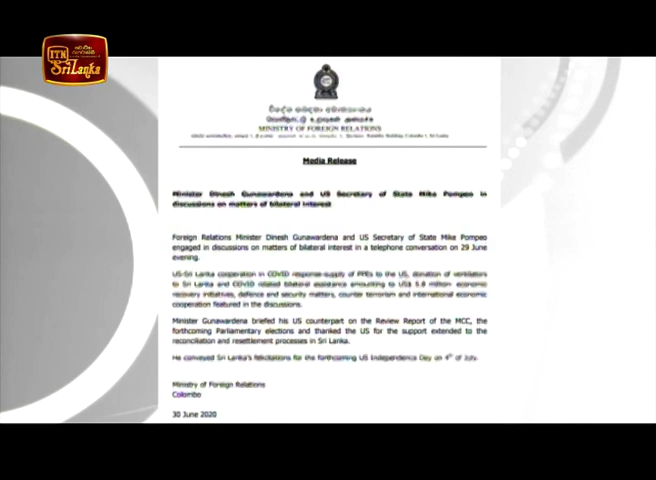 ITN
Sri Lanka
MINISTRY OF FOREIGN RELATIONS
Media Release
Minister Dinesh Gunawardena and US Secretary of State Mike Pompeo in
discussions on matters of bilateral interest
Foreign Relations Minister Dinesh Gunawardena and US Secretary of State Mike Pompeo
engaged in discussions on matters of bilateral interest in a telephone conversation on 29 June
evening.
US-Sri Lanka cooperation in COVID response-supply of PPEs to the US, donation of ventilators
to Sri Lanka and COVID related bilateral assistance amounting to US$ 5.8 million- economic
recovery initiatives, defence and security matters, counter terrorism and international economic
cooperation featured in the discussions.
Minister Gunawardena briefed his US counterpart on the Review Report of the MCC, the
forthcoming Parliamentary elections and thanked the US for the support extended to the
reconciliation and resettlement processes in Sri Lanka.
He conveyed Sri Lanka's felicitations for the forthcoming US Independence Day on 4th of July.
Ministry of Foreign Relations
Colombo
30 June 2020